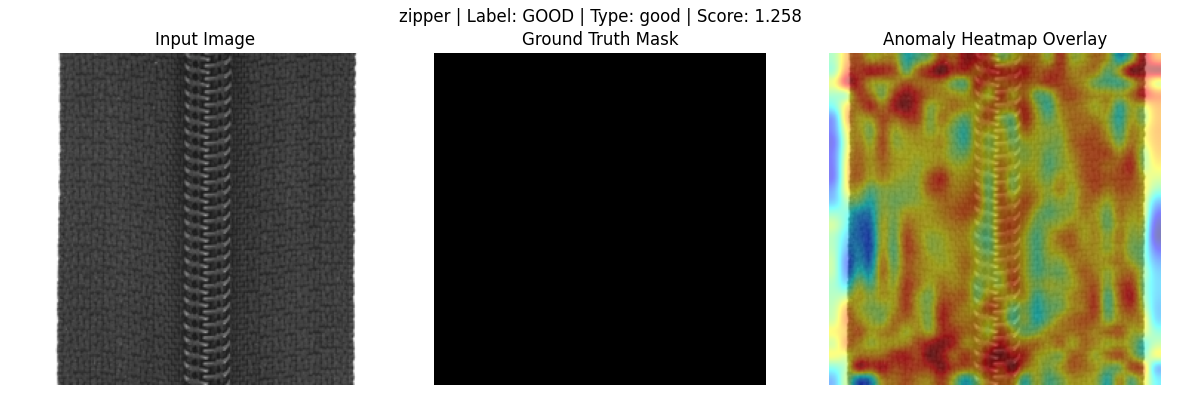 zipper | Label: GOOD | Type: good | Score: 1.258
Input Image
Ground Truth Mask
Anomaly Heatmap Overlay